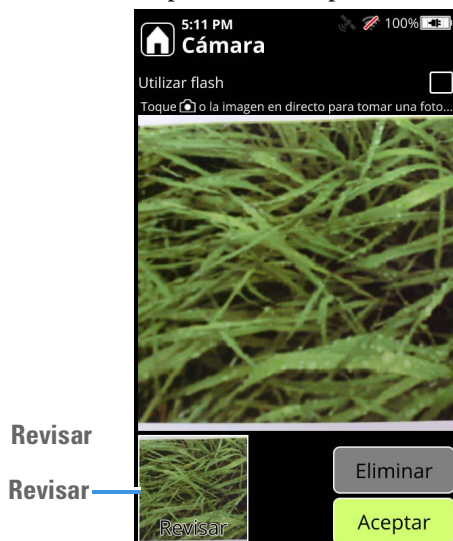 5:11 PM 100%
Cámara
Utilizar flash
Toque o la imagen en directo para tomar una foto...
Revisar
Revisar
Revisar
Eliminar
Aceptar